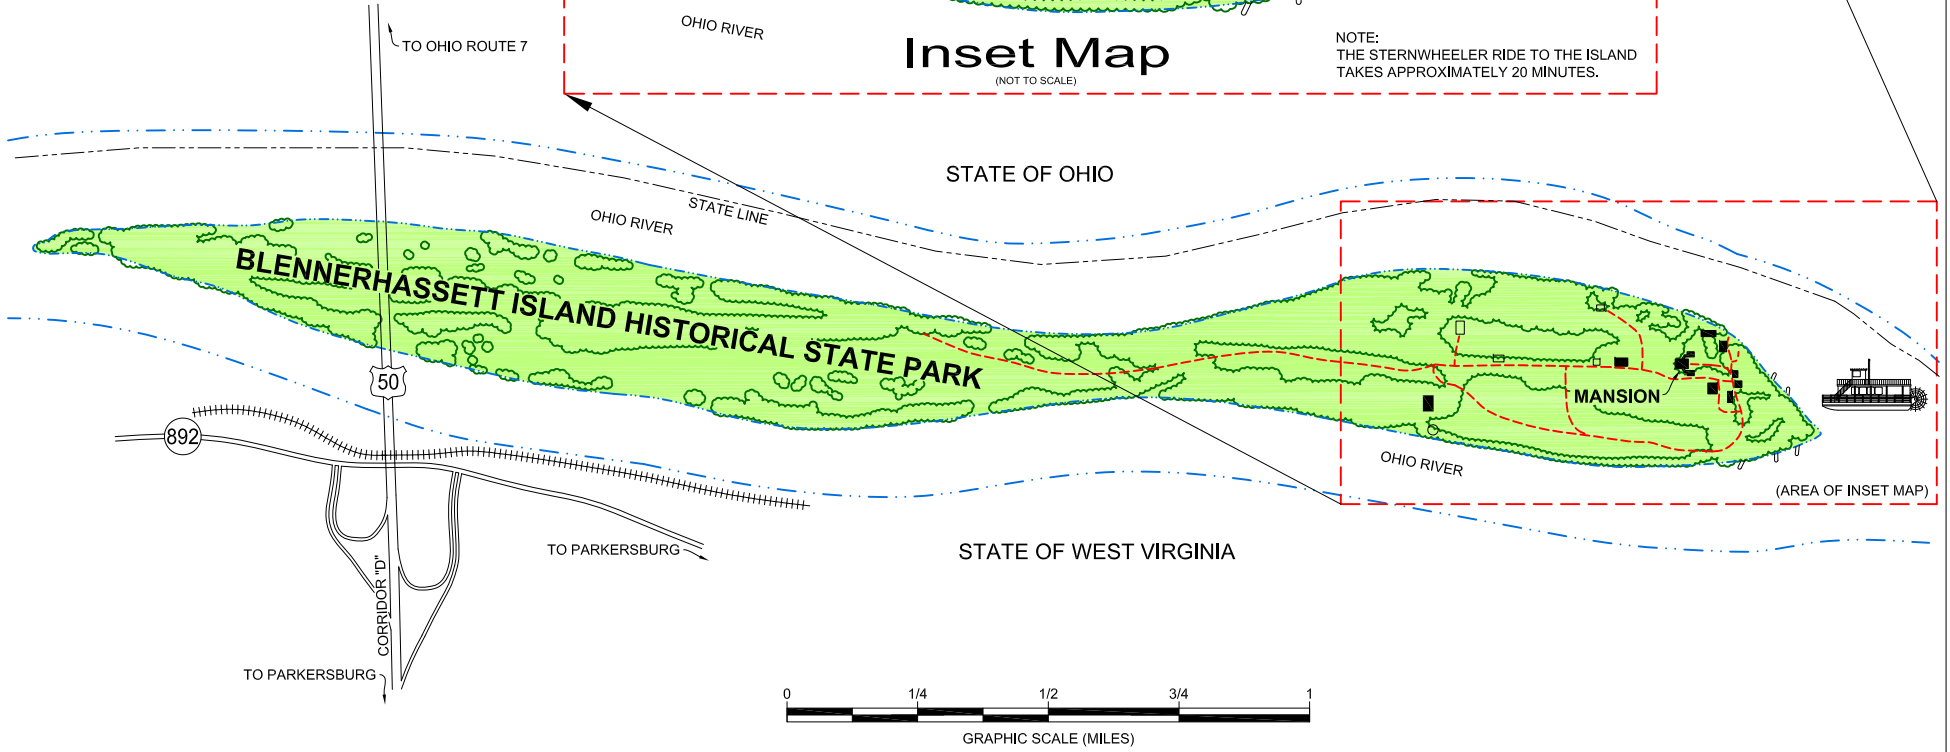 OHIO RIVER
Inset Map
(NOT TO SCALE)
NOTE:
THE STERNWHEELER RIDE TO THE ISLAND
TAKES APPROXIMATELY 20 MINUTES.
TO OHIO ROUTE 7
STATE OF OHIO
STATE LINE
OHIO RIVER
BLENNERHASSETT ISLAND HISTORICAL STATE PARK
50
892
MANSION
OHIO RIVER
(AREA OF INSET MAP)
TO PARKERSBURG
STATE OF WEST VIRGINIA
CORRIDOR "D"
TO PARKERSBURG
0 1/4 1/2 3/4 1
GRAPHIC SCALE (MILES)